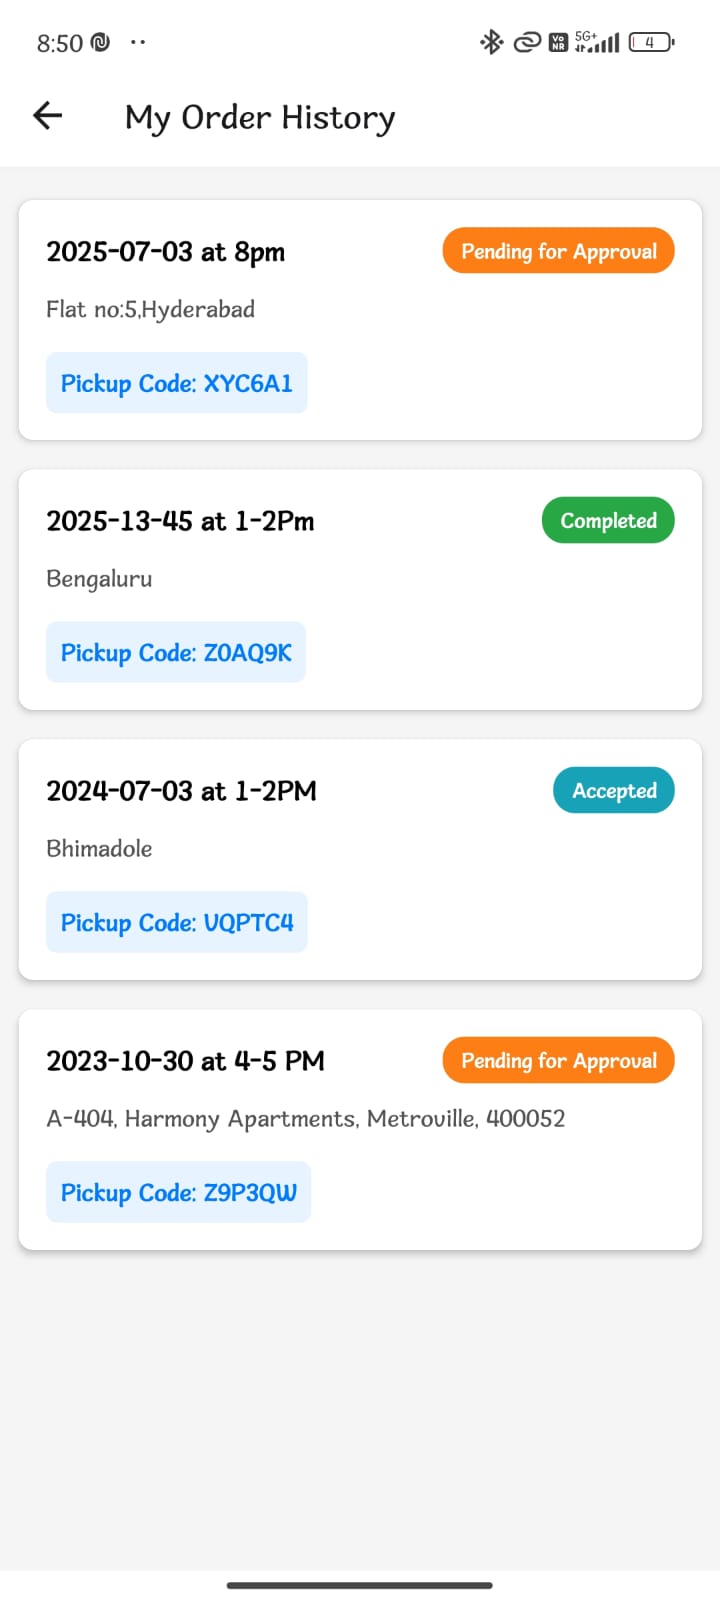 8:50
Vo
NR
5G+
4
My Order History
2025-07-03 at 8pm
Pending for Approval
Flat no:5,Hyderabad
Pickup Code: XYC6A1
2025-13-45 at 1-2Pm
Completed
Bengaluru
Pickup Code: Z0AQ9K
2024-07-03 at 1-2PM
Accepted
Bhimadole
Pickup Code: VQPTC4
2023-10-30 at 4-5 PM
Pending for Approval
A-404, Harmony Apartments, Metroville, 400052
Pickup Code: Z9P3QW